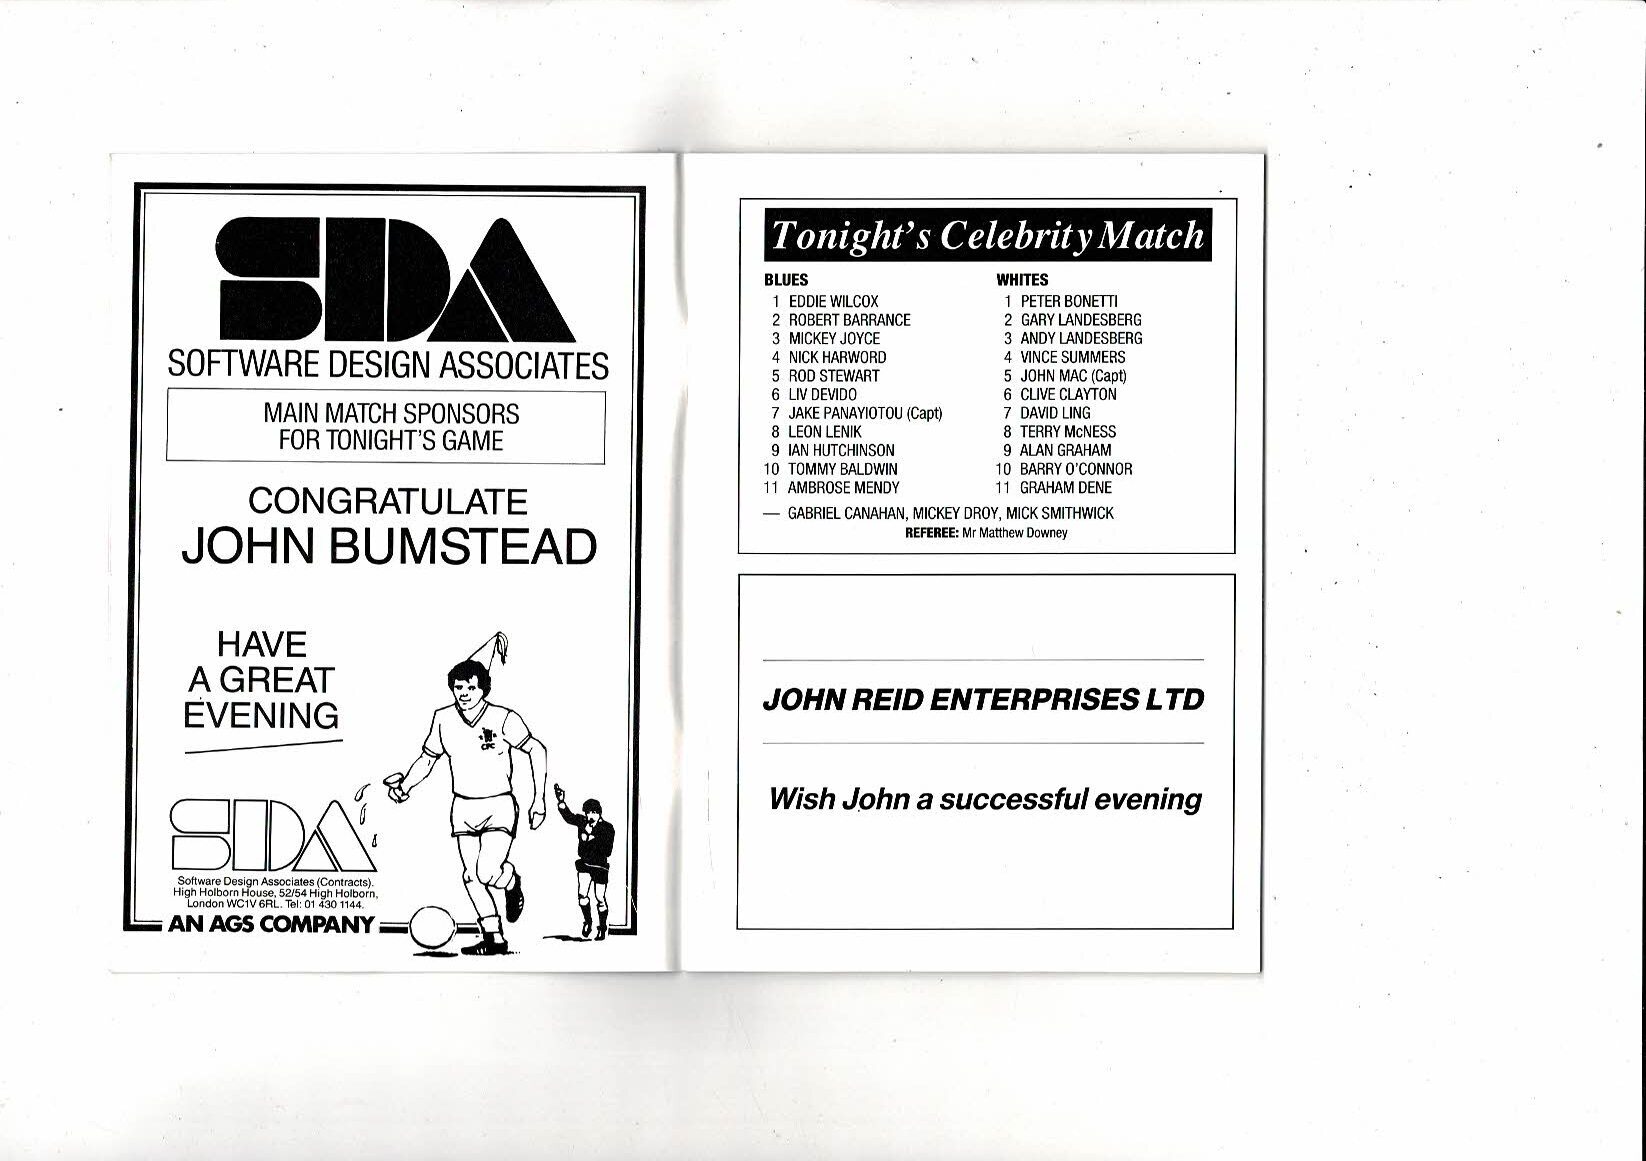 SDA
SOFTWARE DESIGN ASSOCIATES
MAIN MATCH SPONSORS
FOR TONIGHT'S GAME
CONGRATULATE
JOHN BUMSTEAD
HAVE
A GREAT
EVENING
CFC
SDA
Software Design Associates (Contracts).
High Holborn House, 52/54 High Holborn,
London WC1V 6RL. Tel: 01 430 1144.
AN AGS COMPANY
Tonight's Celebrity Match
BLUES
1 EDDIE WILCOX
2 ROBERT BARRANCE
3 MICKEY JOYCE
4 NICK HARWORD
5 ROD STEWART
6 LIV DEVIDO
7 JAKE PANAYIOTOU (Capt)
8 LEON LENIK
9 IAN HUTCHINSON
10 TOMMY BALDWIN
11 AMBROSE MENDY
WHITES
1 PETER BONETTI
2 GARY LANDESBERG
3 ANDY LANDESBERG
4 VINCE SUMMERS
5 JOHN MAC (Capt)
6 CLIVE CLAYTON
7 DAVID LING
8 TERRY McNESS
9 ALAN GRAHAM
10 BARRY O'CONNOR
11 GRAHAM DENE
— GABRIEL CANAHAN, MICKEY DROY, MICK SMITHWICK
REFEREE: Mr Matthew Downey
JOHN REID ENTERPRISES LTD
Wish John a successful evening